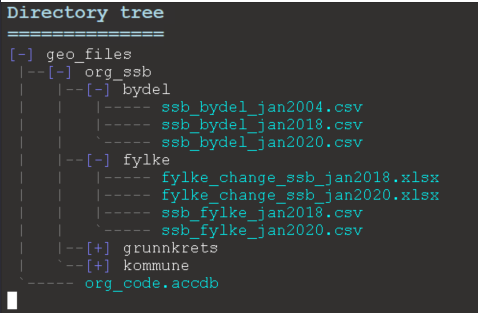 Directory tree
==============
[-] geo_files
 |--[-] org_ssb
 |   |--[-] bydel
 |   |   |----- ssb_bydel_jan2004.csv
 |   |   |----- ssb_bydel_jan2018.csv
 |   |   `----- ssb_bydel_jan2020.csv
 |   |--[-] fylke
 |   |   |----- fylke_change_ssb_jan2018.xlsx
 |   |   |----- fylke_change_ssb_jan2020.xlsx
 |   |   |----- ssb_fylke_jan2018.csv
 |   |   `----- ssb_fylke_jan2020.csv
 |   |--[+] grunnkrets
 |   `--[+] kommune
 `----- org_code.accdb